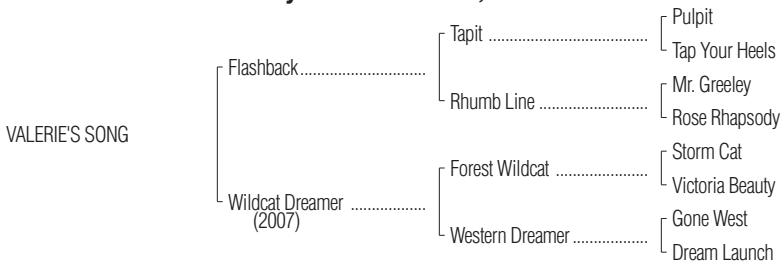 Pulpit
Tapit ........................................
Tap Your Heels
Flashback................................
Mr. Greeley
Rhumb Line ...........................
Rose Rhapsody
VALERIE'S SONG
Storm Cat
Forest Wildcat .......................
Victoria Beauty
Wildcat Dreamer ...................
(2007)
Gone West
Western Dreamer...................
Dream Launch